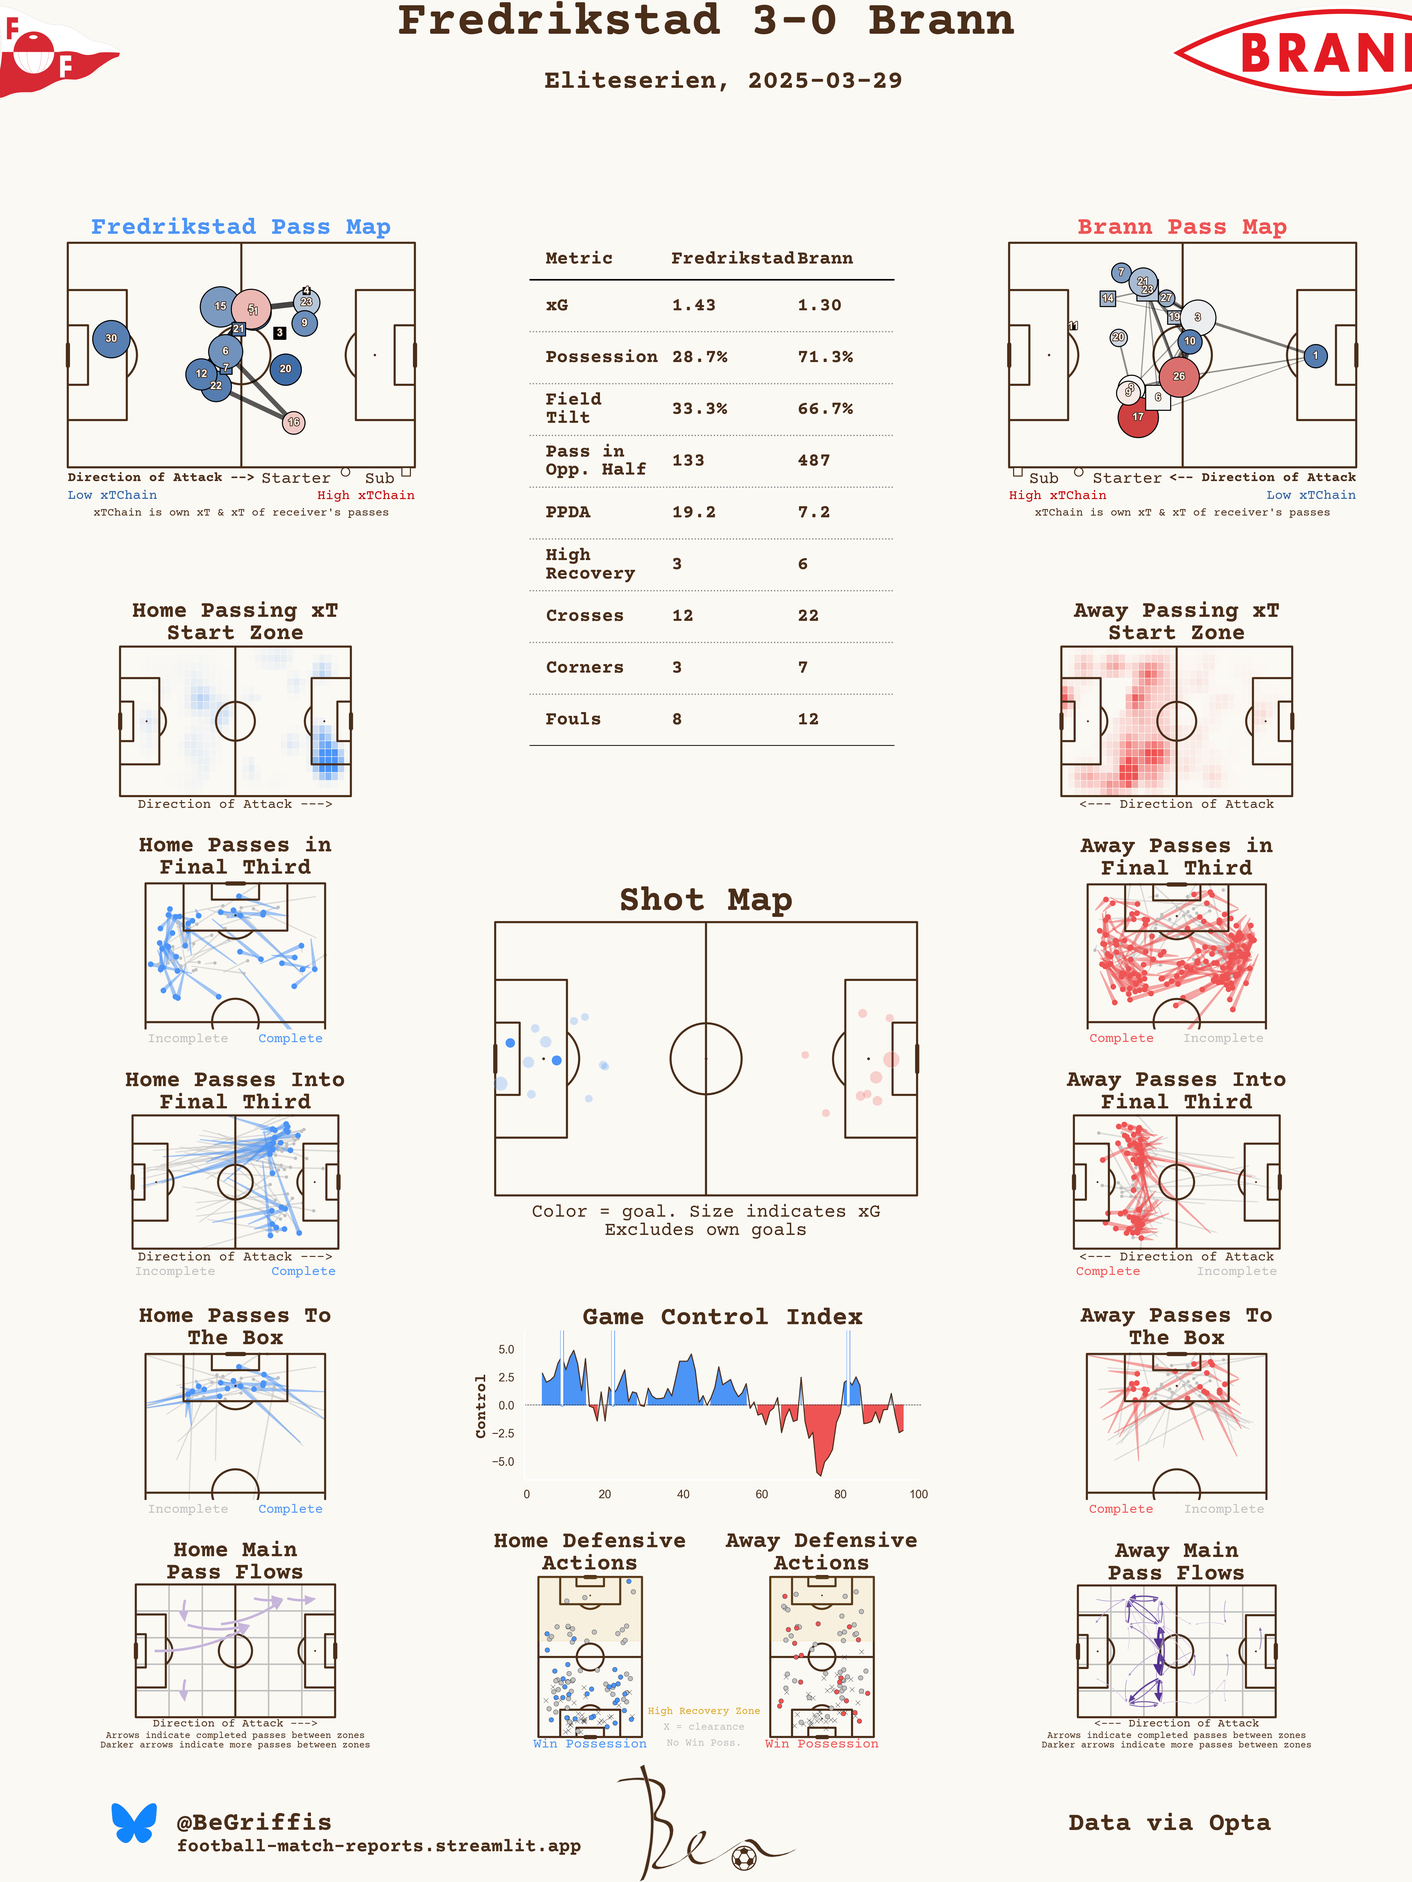 Fredrikstad 3-0 Brann
Eliteserien, 2025-03-29
F
F
BRANN
Fredrikstad Pass Map
30
15
5
4
23
9
21
3
6
7
12
22
20
16
Direction of Attack --> Starter Sub
Low xTChain High xTChain
xTChain is own xT & xT of receiver's passes
Metric Fredrikstad Brann
xG 1.43 1.30
Possession 28.7% 71.3%
Field
Tilt 33.3% 66.7%
Pass in
Opp. Half 133 487
PPDA 19.2 7.2
High
Recovery 3 6
Crosses 12 22
Corners 3 7
Fouls 8 12
Brann Pass Map
7
21
23
14
27
19
3
11
20
10
1
26
9
6
17
Sub Starter <-- Direction of Attack
High xTChain Low xTChain
xTChain is own xT & xT of receiver's passes
Home Passing xT
Start Zone
Direction of Attack --->
Away Passing xT
Start Zone
<--- Direction of Attack
Home Passes in
Final Third
Incomplete Complete
Away Passes in
Final Third
Complete Incomplete
Shot Map
Color = goal. Size indicates xG
Excludes own goals
Home Passes Into
Final Third
Direction of Attack --->
Incomplete Complete
Away Passes Into
Final Third
<--- Direction of Attack
Complete Incomplete
Home Passes To
The Box
Incomplete Complete
Game Control Index
Control
5.0
2.5
0.0
−2.5
−5.0
0 20 40 60 80 100
Away Passes To
The Box
Complete Incomplete
Home Main
Pass Flows
Direction of Attack --->
Arrows indicate completed passes between zones
Darker arrows indicate more passes between zones
Home Defensive
Actions
Win Possession
High Recovery Zone
X = clearance
No Win Poss.
Away Defensive
Actions
Win Possession
Away Main
Pass Flows
<--- Direction of Attack
Arrows indicate completed passes between zones
Darker arrows indicate more passes between zones
@BeGriffis
football-match-reports.streamlit.app
Ben
Data via Opta